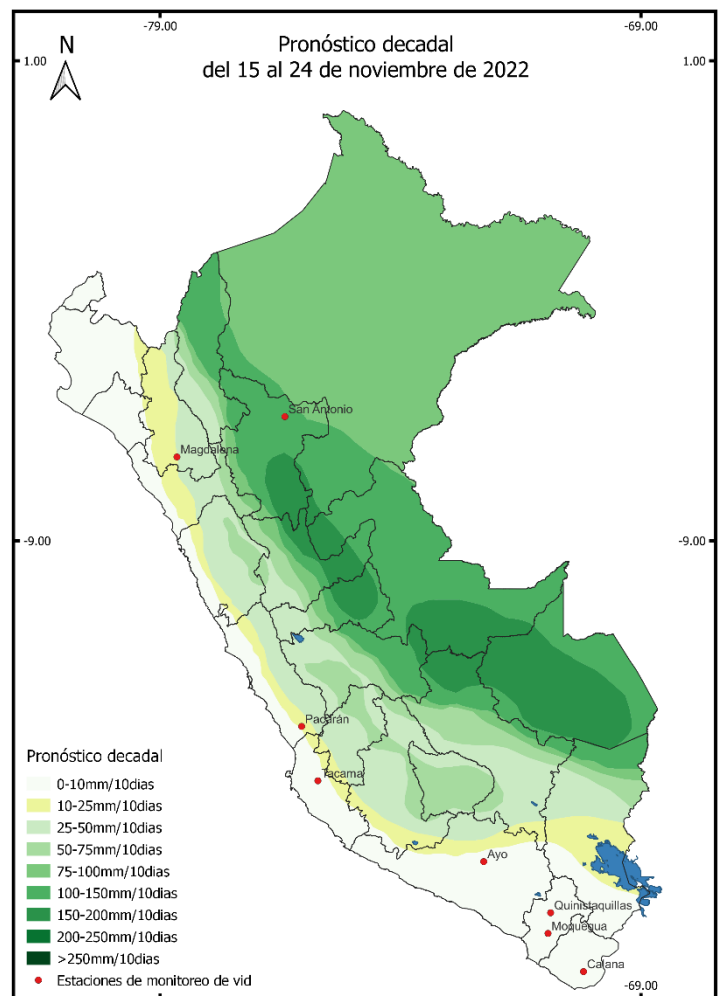 -79.00
-69.00
Pronóstico decadal
del 15 al 24 de noviembre de 2022
N
1.00
1.00
San Antonio
Magdalena
-9.00
-9.00
Pacarán
Tacama
Ayo
Quinistaquillas
Moquegua
Calana
Pronóstico decadal
0-10mm/10dias
10-25mm/10dias
25-50mm/10dias
50-75mm/10dias
75-100mm/10dias
100-150mm/10dias
150-200mm/10dias
200-250mm/10dias
>250mm/10dias
Estaciones de monitoreo de vid
-69.00